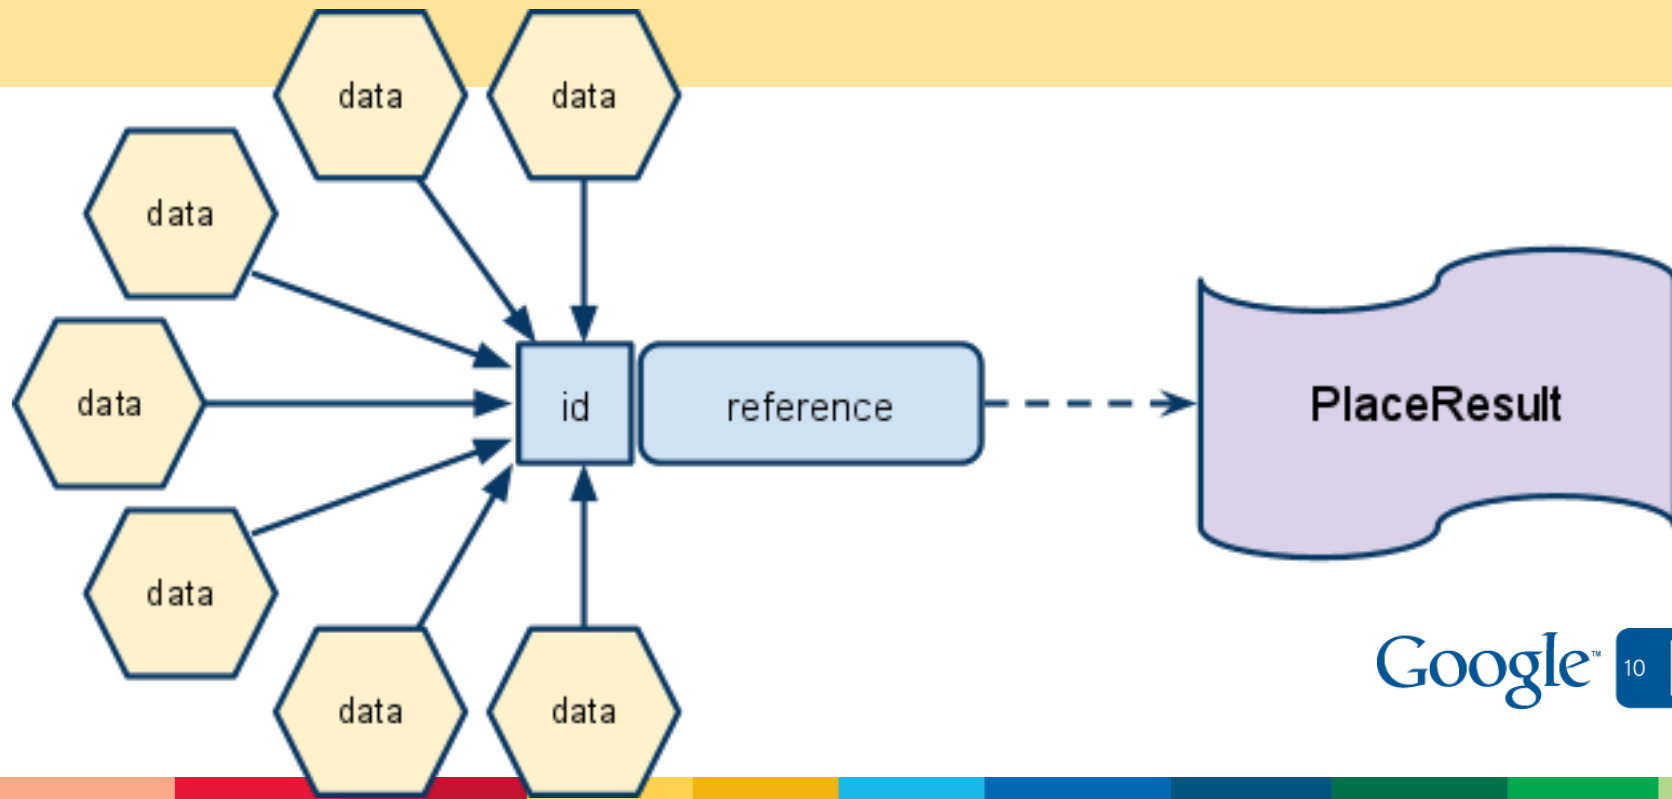 data
data
data
data
id
reference
PlaceResult
data
data
data
Google™
10